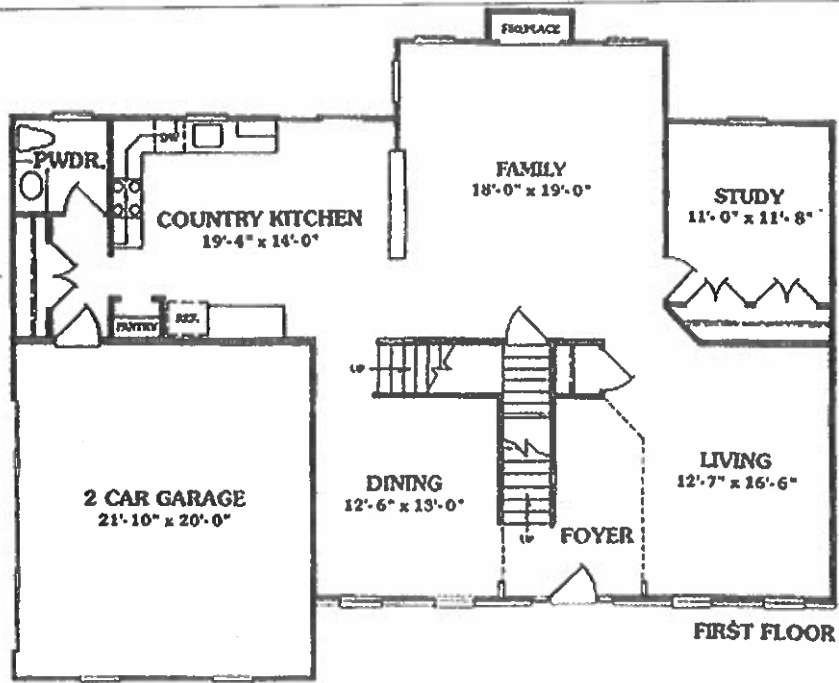 FIREPLACE
DW
PWDR.
FAMILY
18'-0" x 19'-0"
STUDY
11'-0" x 11'-8"
COUNTRY KITCHEN
19'-4" x 14'-0"
PANTRY
REF.
UP
2 CAR GARAGE
21'-10" x 20'-0"
DINING
12'-6" x 13'-0"
LIVING
12'-7" x 16'-6"
UP
FOYER
FIRST FLOOR